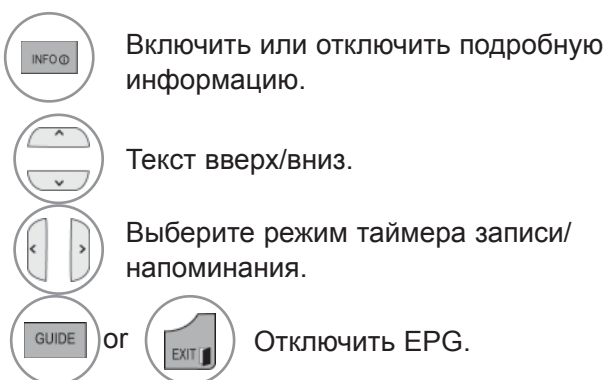 INFO ⓘ Включить или отключить подробную
информацию.
Текст вверх/вниз.
Выберите режим таймера записи/
напоминания.
GUIDE or EXIT Отключить EPG.